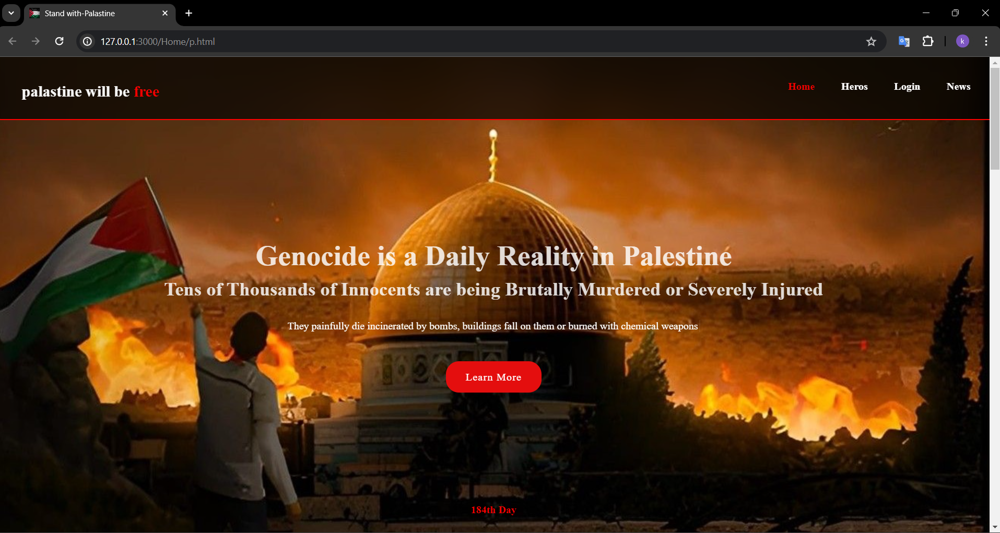 Stand with-Palastine
127.0.0.1:3000/Home/p.html
k
palastine will be free
Home Heros Login News
Genocide is a Daily Reality in Palestine
Tens of Thousands of Innocents are being Brutally Murdered or Severely Injured
They painfully die incinerated by bombs, buildings fall on them or burned with chemical weapons
Learn More
184th Day